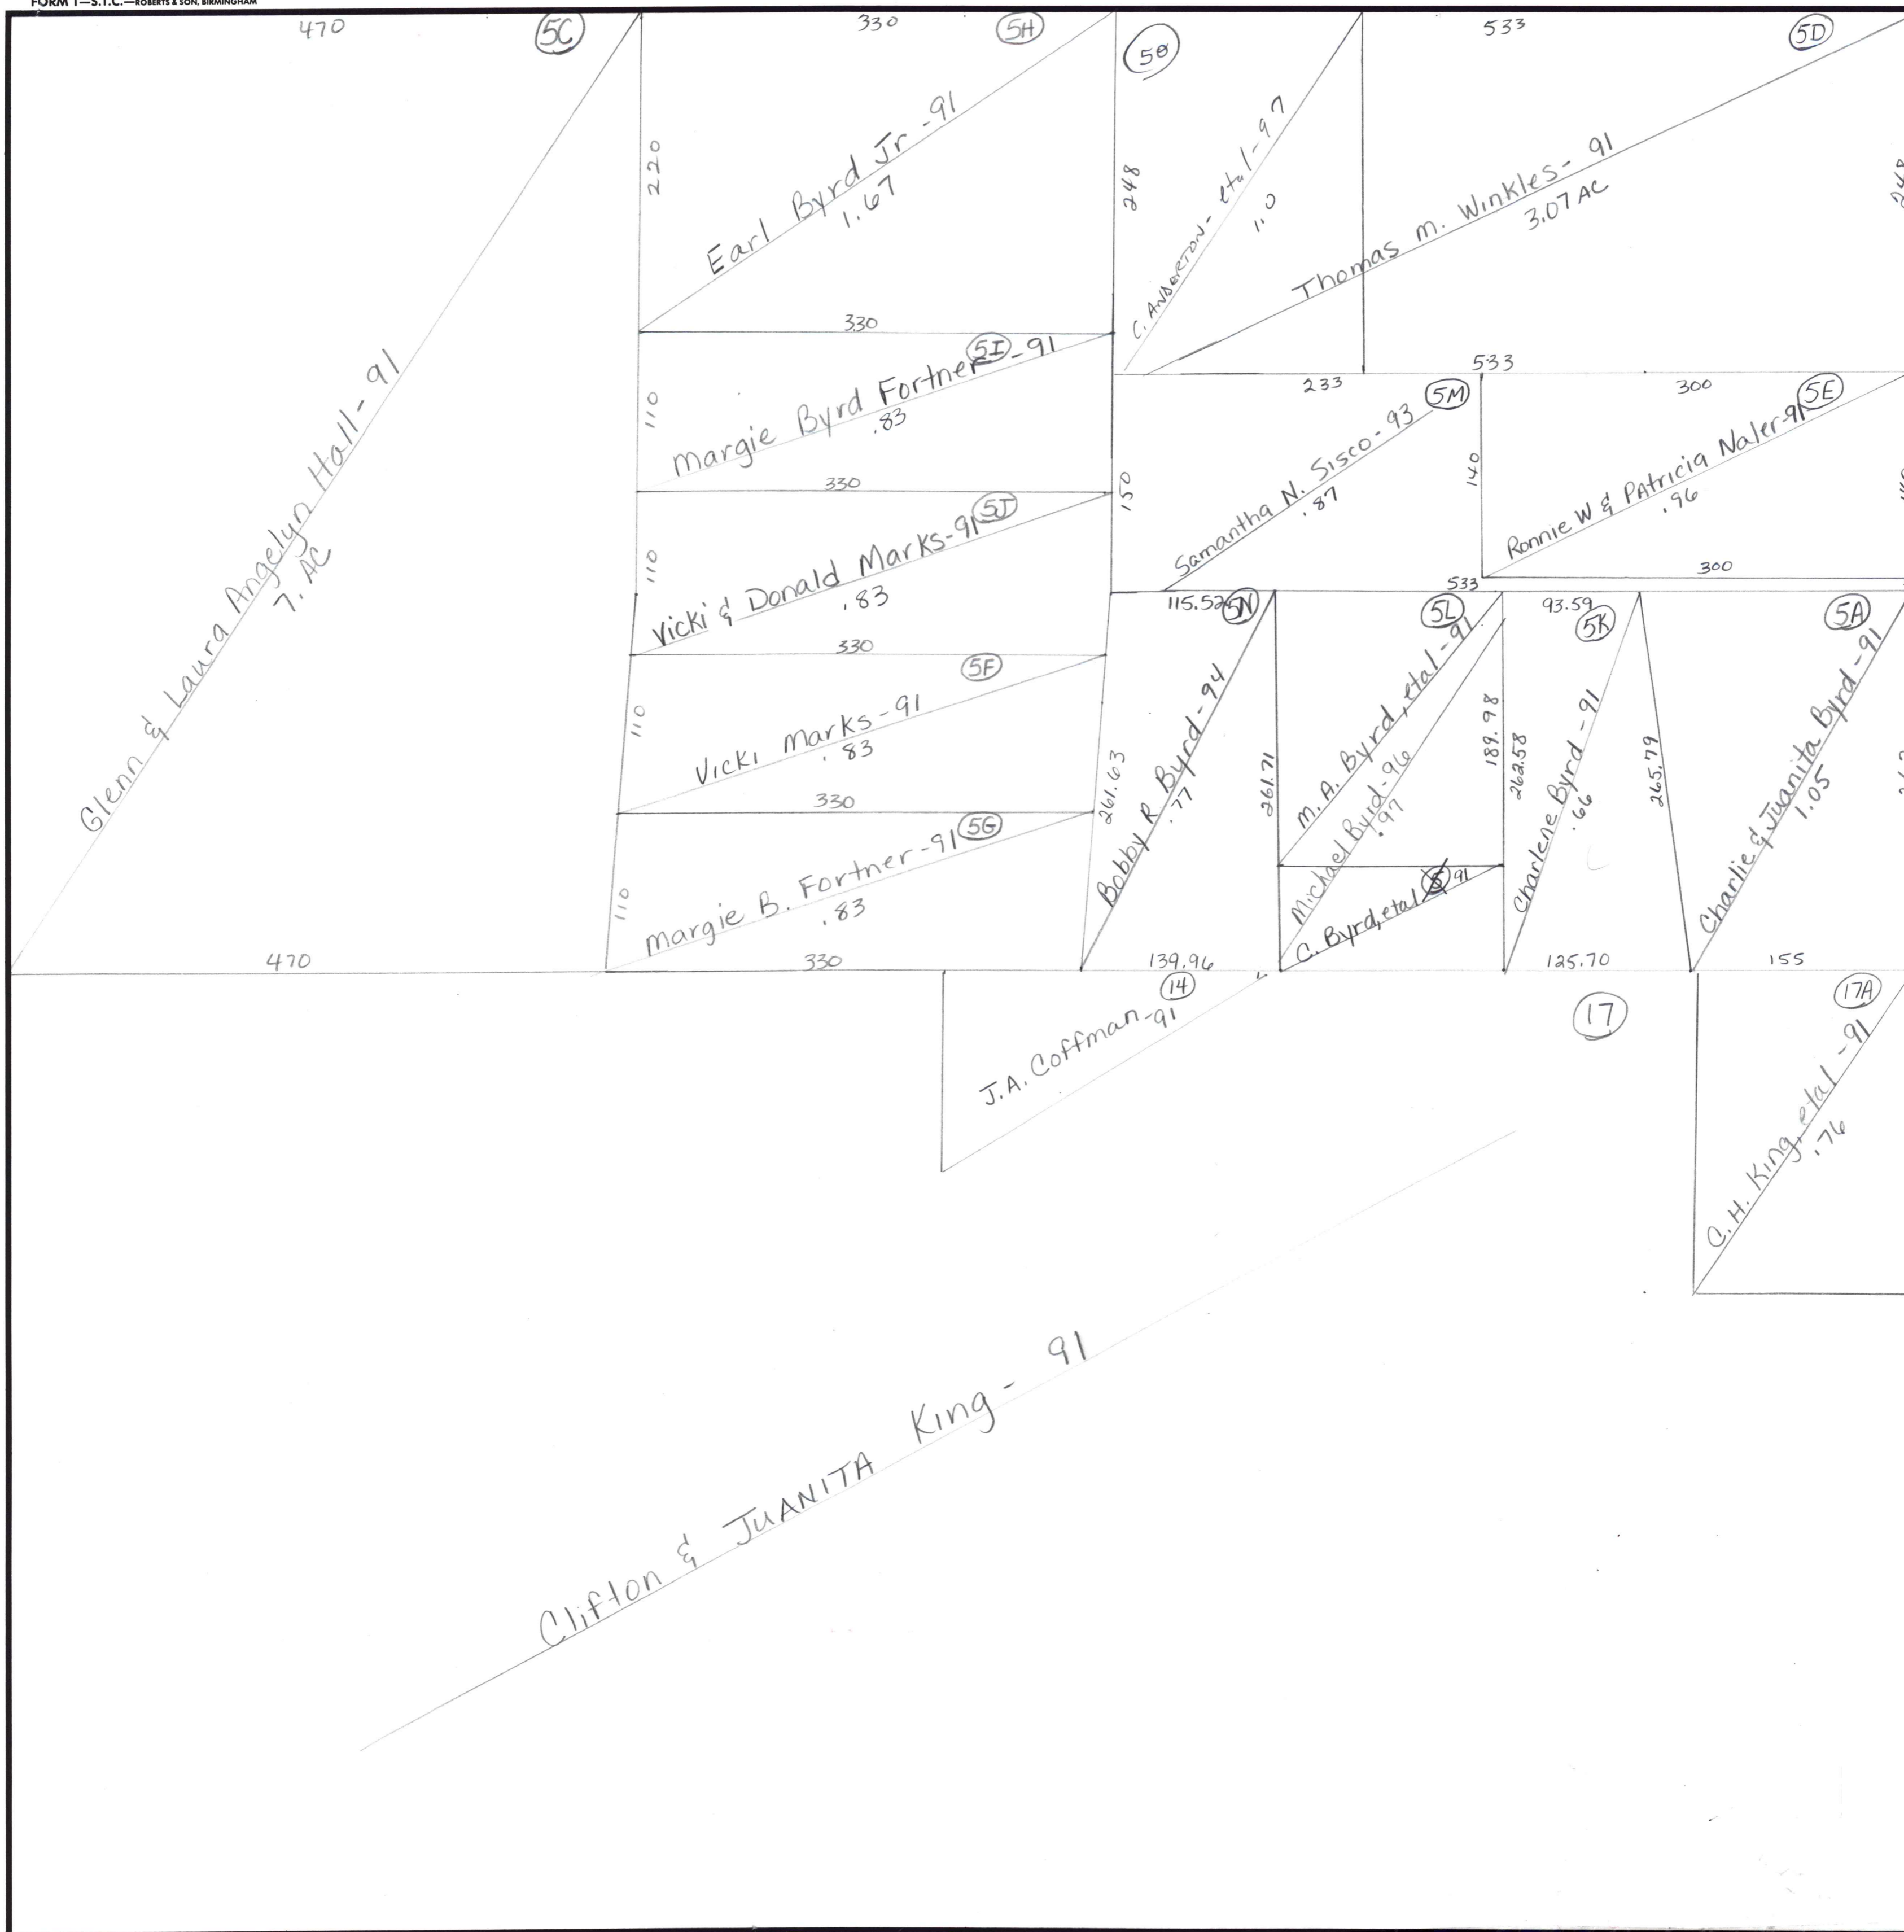 FORM 1—S.T.C.—ROBERTS & SON, BIRMINGHAM
470
5C
330
5H
5O
533
5D
220
Earl Byrd Jr - 91
1.67
248
C. ANDERTON - etal - 97
1.0
Thomas M. Winkles - 91
3.07 AC
248
Glenn & Laura Angelyn Hall - 91
7. AC
330
5I
110
Margie Byrd Fortner - 91
.83
533
233
5M
300
5E
150
Samantha N. Sisco - 93
.87
140
Ronnie W & PAtricia Naler - 91
.96
330
5J
110
Vicki & Donald Marks - 91
.83
300
533
115.52
5N
5L
93.59
5K
5A
330
5F
110
Vicki Marks - 91
.83
261.63
Bobby R Byrd - 94
.77
261.71
M. A. Byrd, etal - 91
Michael Byrd - 96
.97
189.98
262.58
Charlene Byrd - 91
.66
265.79
Charlie & Juanita Byrd - 91
1.05
330
5G
110
Margie B. Fortner - 91
.83
C. Byrd, etal
5
91
470
330
139.96
125.70
155
14
J.A. Coffman - 91
17
17A
C. H. King, etal - 91
.76
Clifton & JUANITA King - 91